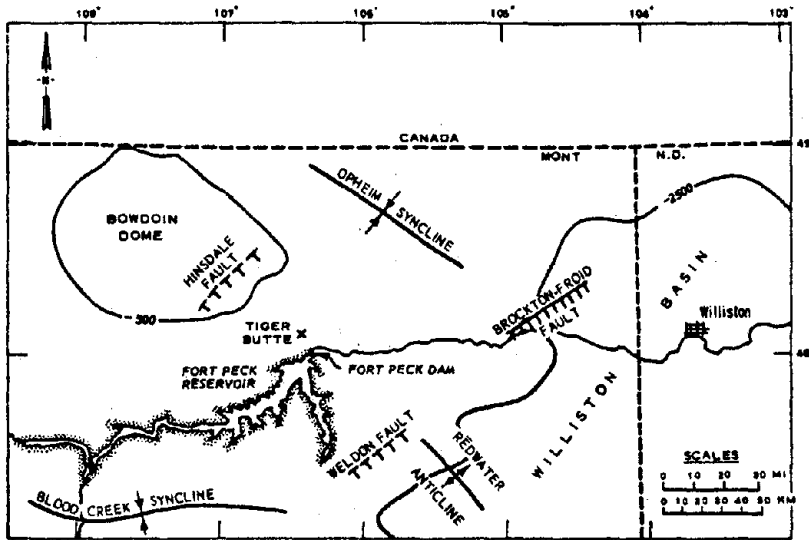 108° 107° 106° 105° 104° 103°
N
CANADA
49
MONT N.D.
OPHEIM SYNCLINE
-2500
BOWDOIN
DOME
HINSDALE
FAULT
BASIN
BROCKTON-FROID
FAULT
Williston
-300
TIGER
BUTTE
48
FORT PECK
RESERVOIR
FORT PECK DAM
WILLISTON
WELDON FAULT
REDWATER
ANTICLINE
SCALES
0 10 20 30 MI
0 10 20 30 40 50 KM
BLOOD CREEK SYNCLINE